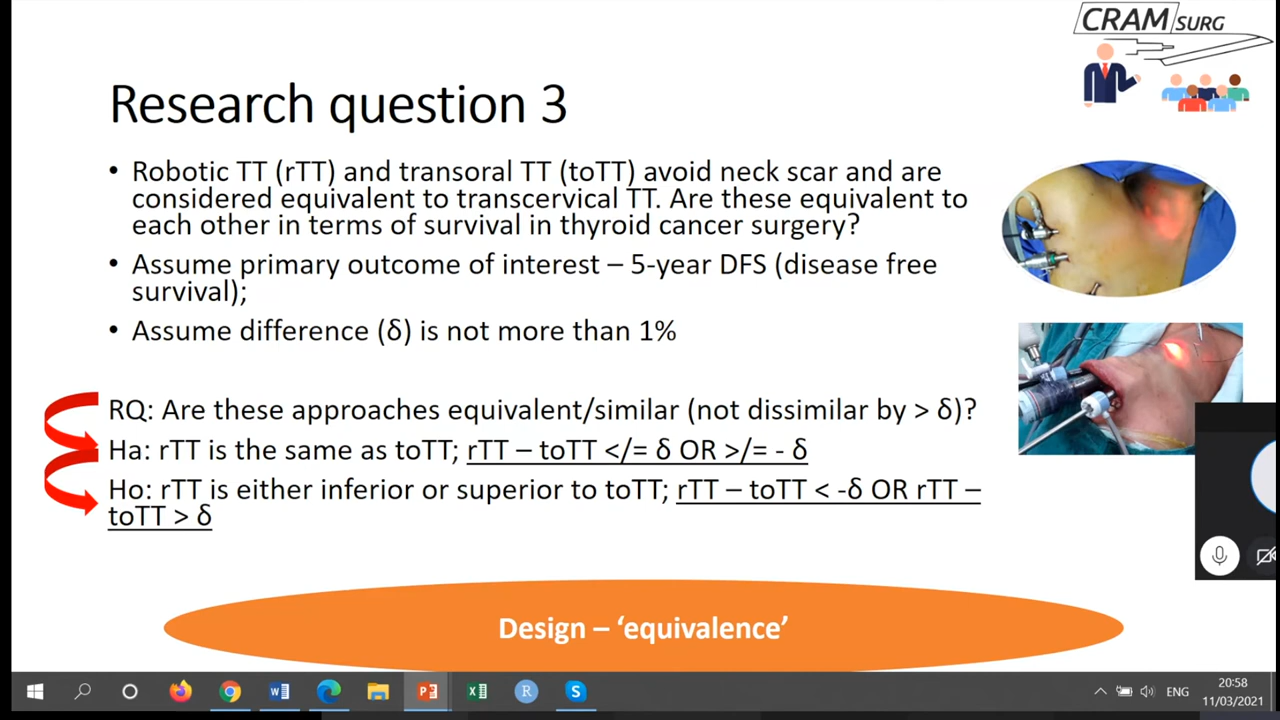 CRAM SURG
Research question 3
• Robotic TT (rTT) and transoral TT (toTT) avoid neck scar and are
considered equivalent to transcervical TT. Are these equivalent to
each other in terms of survival in thyroid cancer surgery?
• Assume primary outcome of interest – 5-year DFS (disease free
survival);
• Assume difference (δ) is not more than 1%
RQ: Are these approaches equivalent/similar (not dissimilar by > δ)?
Ha: rTT is the same as toTT; rTT – toTT </= δ OR >/= - δ
Ho: rTT is either inferior or superior to toTT; rTT – toTT < -δ OR rTT –
toTT > δ
Design – ‘equivalence’
ENG
20:58
11/03/2021